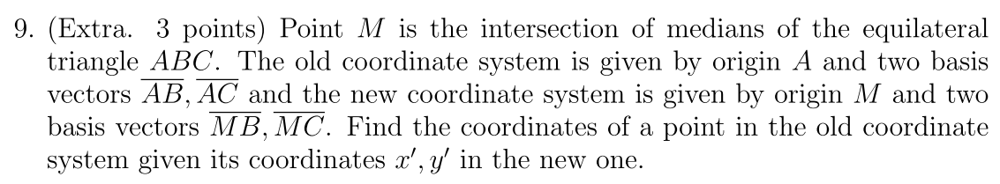 9. (Extra. 3 points) Point M is the intersection of medians of the equilateral
triangle ABC. The old coordinate system is given by origin A and two basis
vectors $\overline{AB}, \overline{AC}$ and the new coordinate system is given by origin M and two
basis vectors $\overline{MB}, \overline{MC}$. Find the coordinates of a point in the old coordinate
system given its coordinates x′, y′ in the new one.